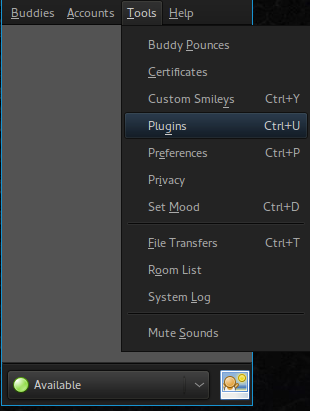 Buddies Accounts Tools Help
Buddy Pounces
Certificates
Custom Smileys Ctrl+Y
Plugins Ctrl+U
Preferences Ctrl+P
Privacy
Set Mood Ctrl+D
File Transfers Ctrl+T
Room List
System Log
Mute Sounds
Available